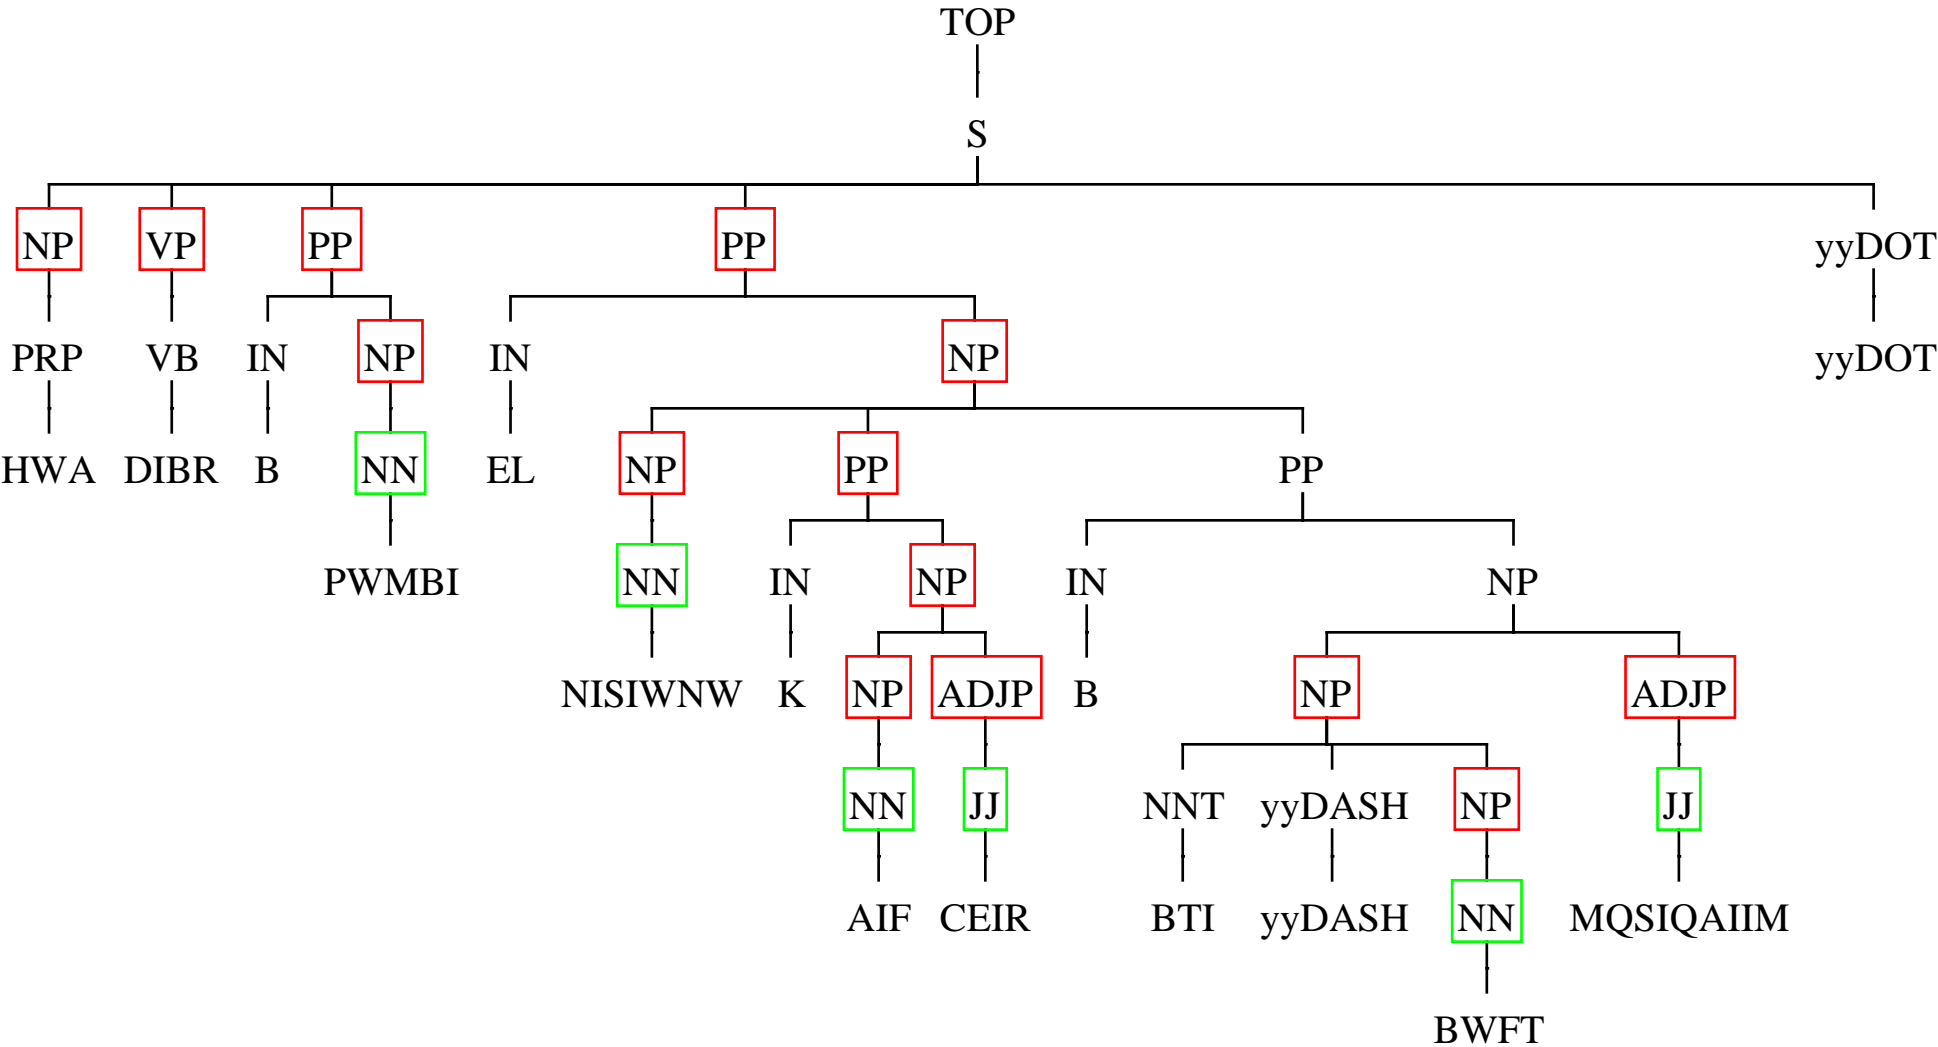 TOP
S
NP VP PP PP yyDOT
PRP VB IN NP IN NP yyDOT
HWA DIBR B NN EL NP PP PP
PWMBI NN IN NP IN NP
NISIWNW K NP ADJP B NP ADJP
NN JJ NNT yyDASH NP JJ
AIF CEIR BTI yyDASH NN MQSIQAIIM
BWFT